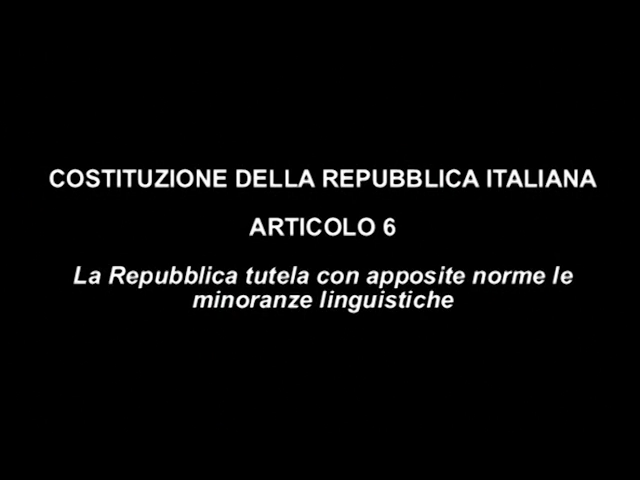 COSTITUZIONE DELLA REPUBBLICA ITALIANA
ARTICOLO 6
La Repubblica tutela con apposite norme le
minoranze linguistiche